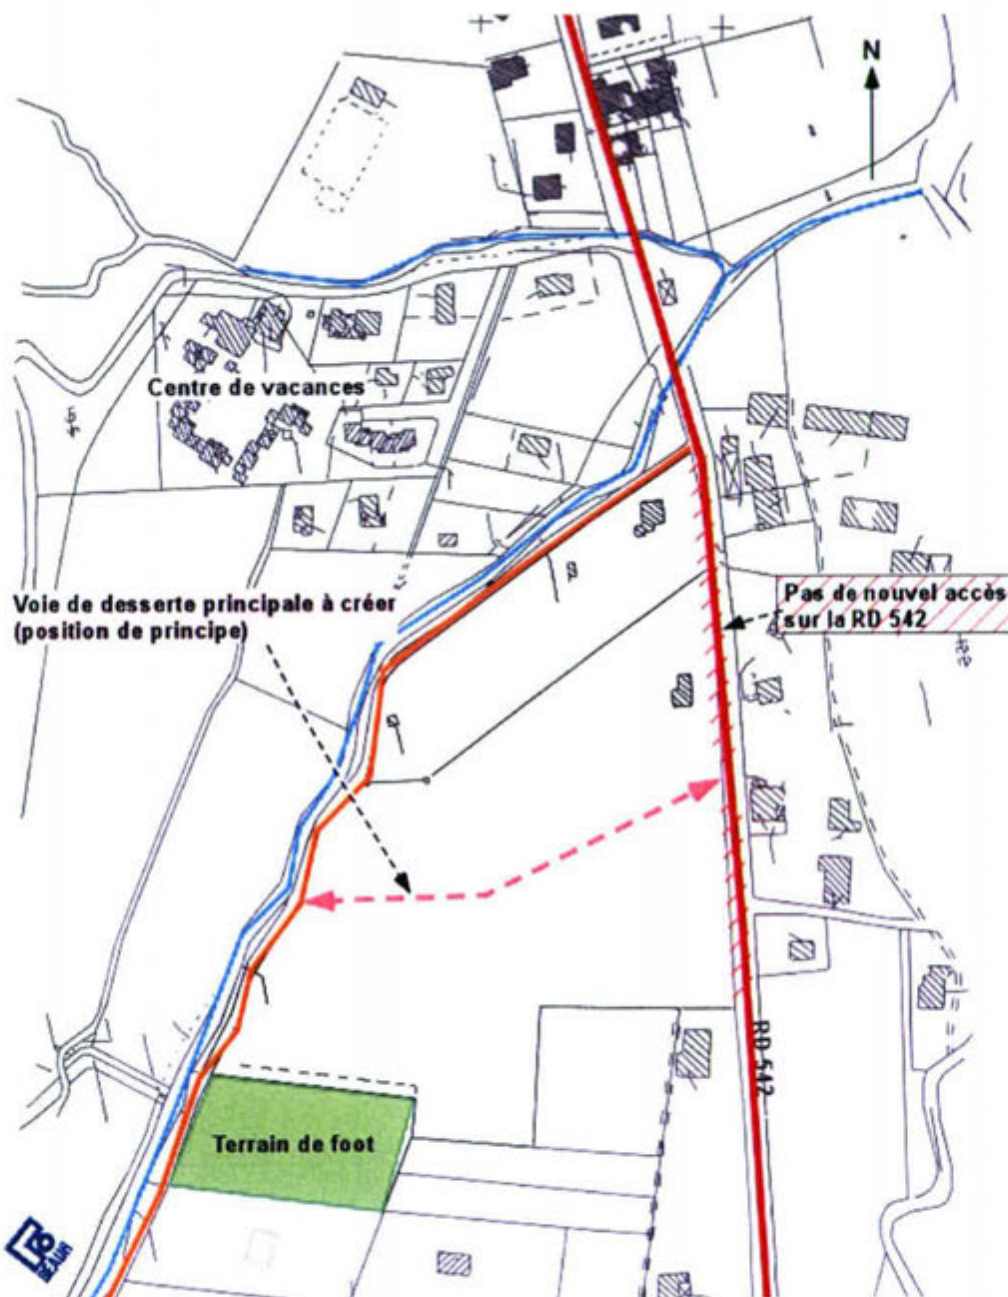 N
Centre de vacances
Voie de desserte principale à créer
(position de principe)
Pas de nouvel accès
sur la RD 542
RD 542
Terrain de foot
BEAUR